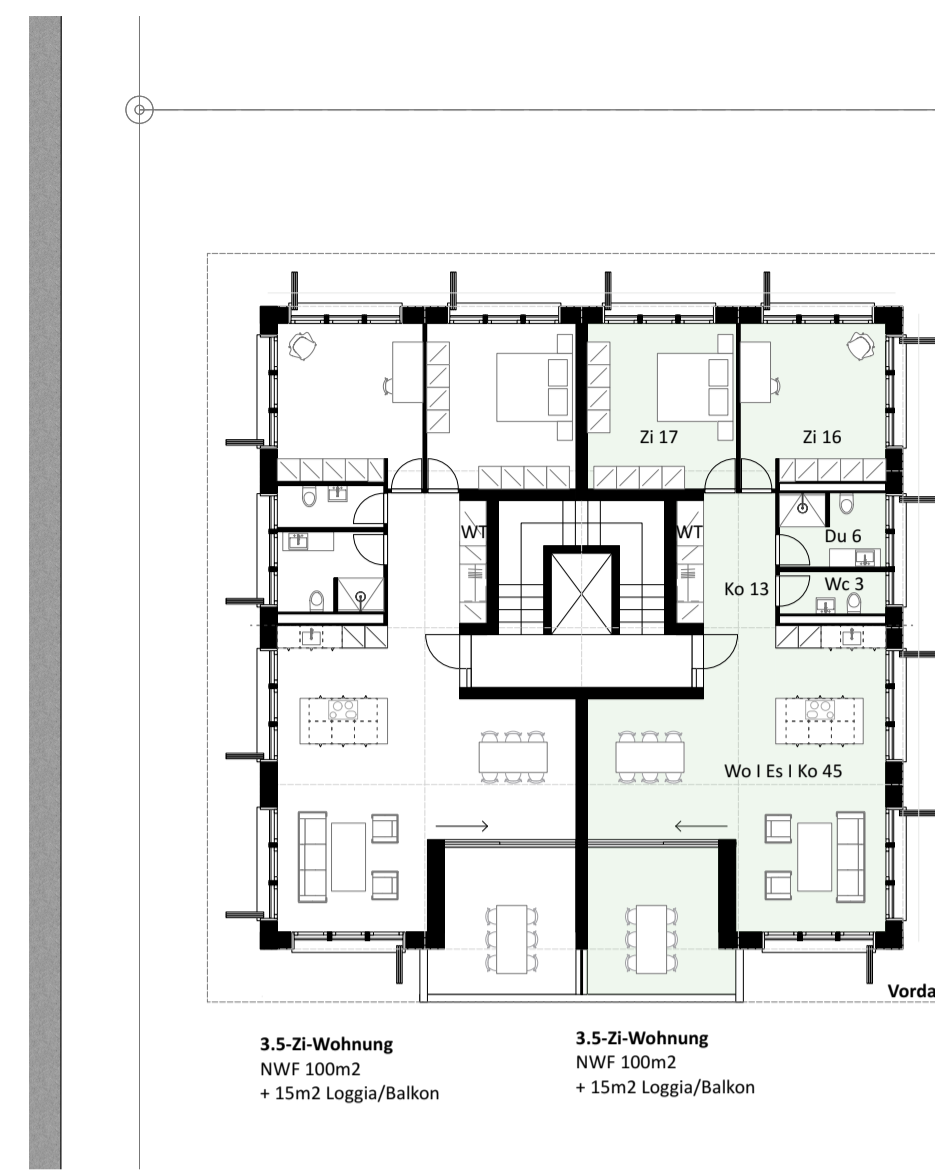 Zi 17
Zi 16
WT
WT
Du 6
Ko 13
Wc 3
Wo I Es I Ko 45
Vorda
3.5-Zi-Wohnung
NWF 100m2
+ 15m2 Loggia/Balkon
3.5-Zi-Wohnung
NWF 100m2
+ 15m2 Loggia/Balkon